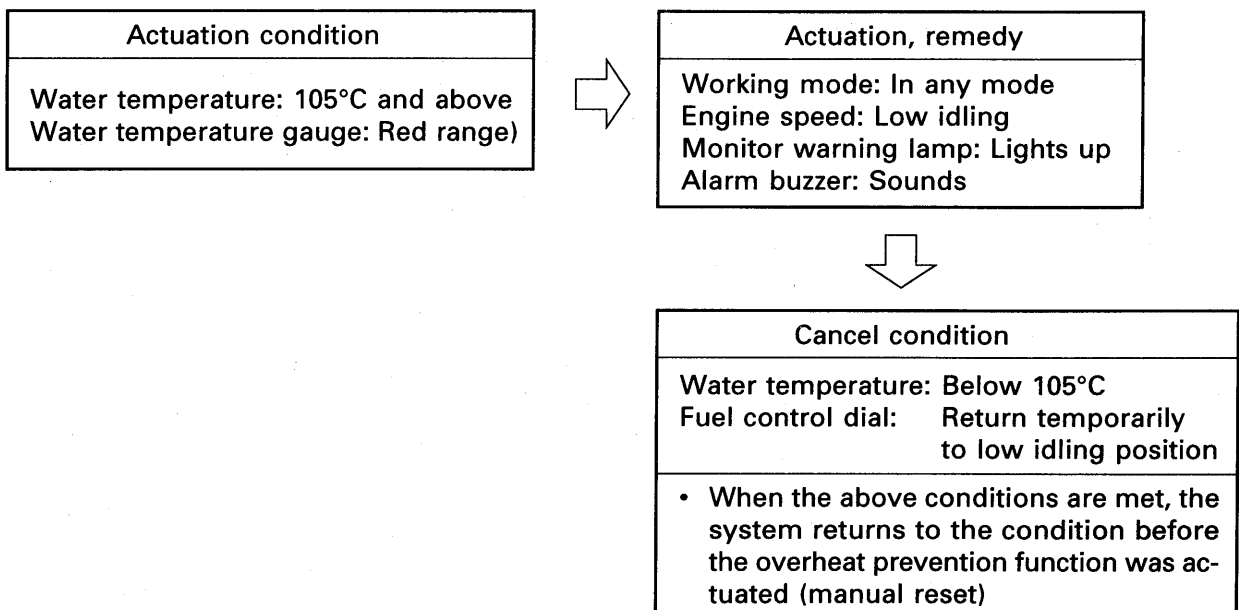 Actuation condition
Water temperature: 105°C and above
Water temperature gauge: Red range)
Actuation, remedy
Working mode: In any mode
Engine speed: Low idling
Monitor warning lamp: Lights up
Alarm buzzer: Sounds
Cancel condition
Water temperature: Below 105°C
Fuel control dial: Return temporarily
to low idling position
• When the above conditions are met, the
system returns to the condition before
the overheat prevention function was ac-
tuated (manual reset)